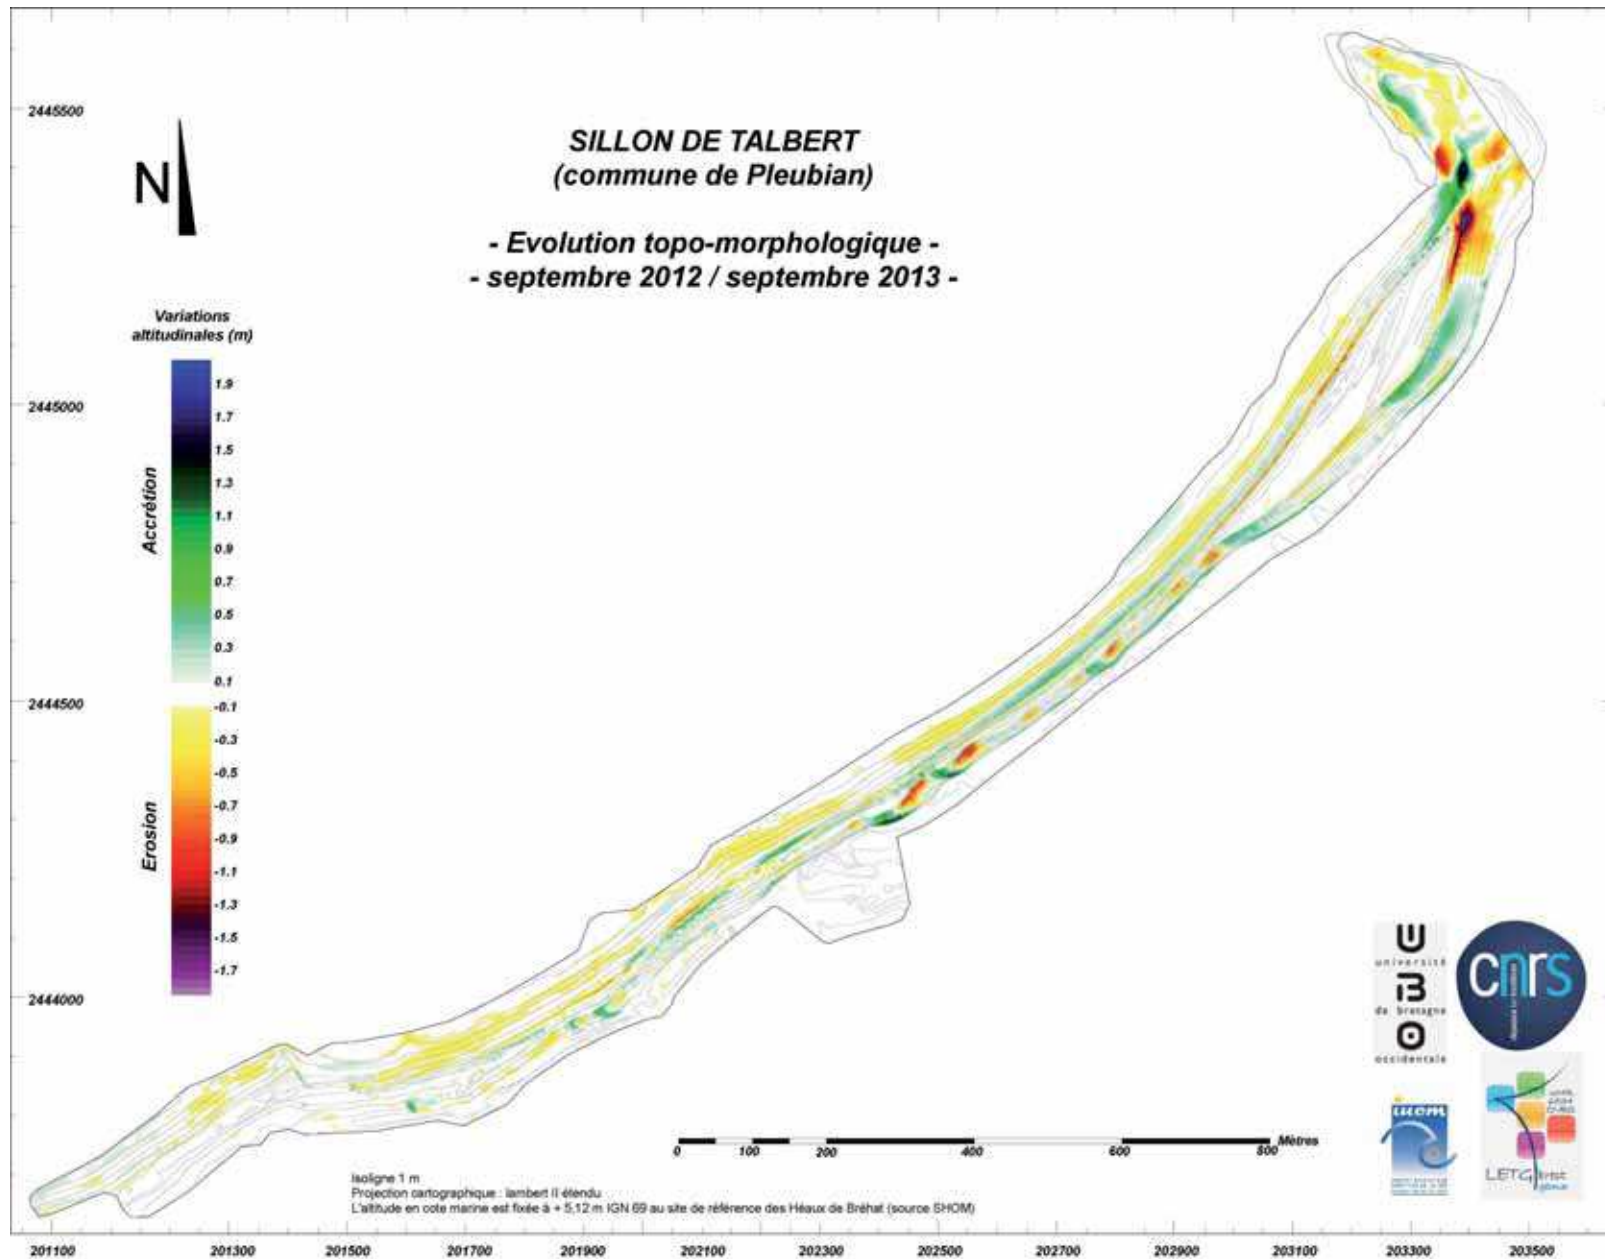 SILLON DE TALBERT
(commune de Pleubian)
- Evolution topo-morphologique -
- septembre 2012 / septembre 2013 -
N
2445500
2445000
2444500
2444000
Variations
altitudinales (m)
Accrétion
Erosion
1.9
1.7
1.5
1.3
1.1
0.9
0.7
0.5
0.3
0.1
-0.1
-0.3
-0.5
-0.7
-0.9
-1.1
-1.3
-1.5
-1.7
université
de bretagne
occidentale
cnrs
iuem
LETG
0 100 200 400 600 800 Mètres
Isoligne 1 m
Projection cartographique : lambert II étendu
L'altitude en cote marine est fixée à + 5,12 m IGN 69 au site de référence des Héaux de Bréhat (source SHOM)
201100 201300 201500 201700 201900 202100 202300 202500 202700 202900 203100 203300 203500